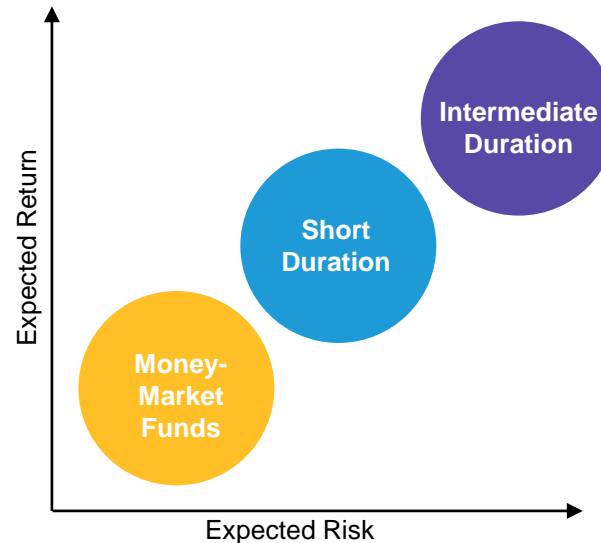 Expected Return
Intermediate
Duration
Short
Duration
Money-
Market
Funds
Expected Risk